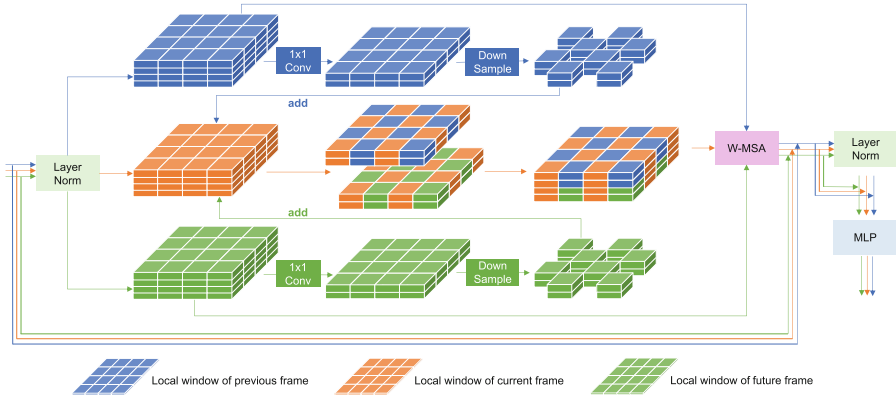 1x1
Conv
Down
Sample
add
Layer
Norm
W-MSA
Layer
Norm
add
1x1
Conv
Down
Sample
MLP
Local window of previous frame
Local window of current frame
Local window of future frame